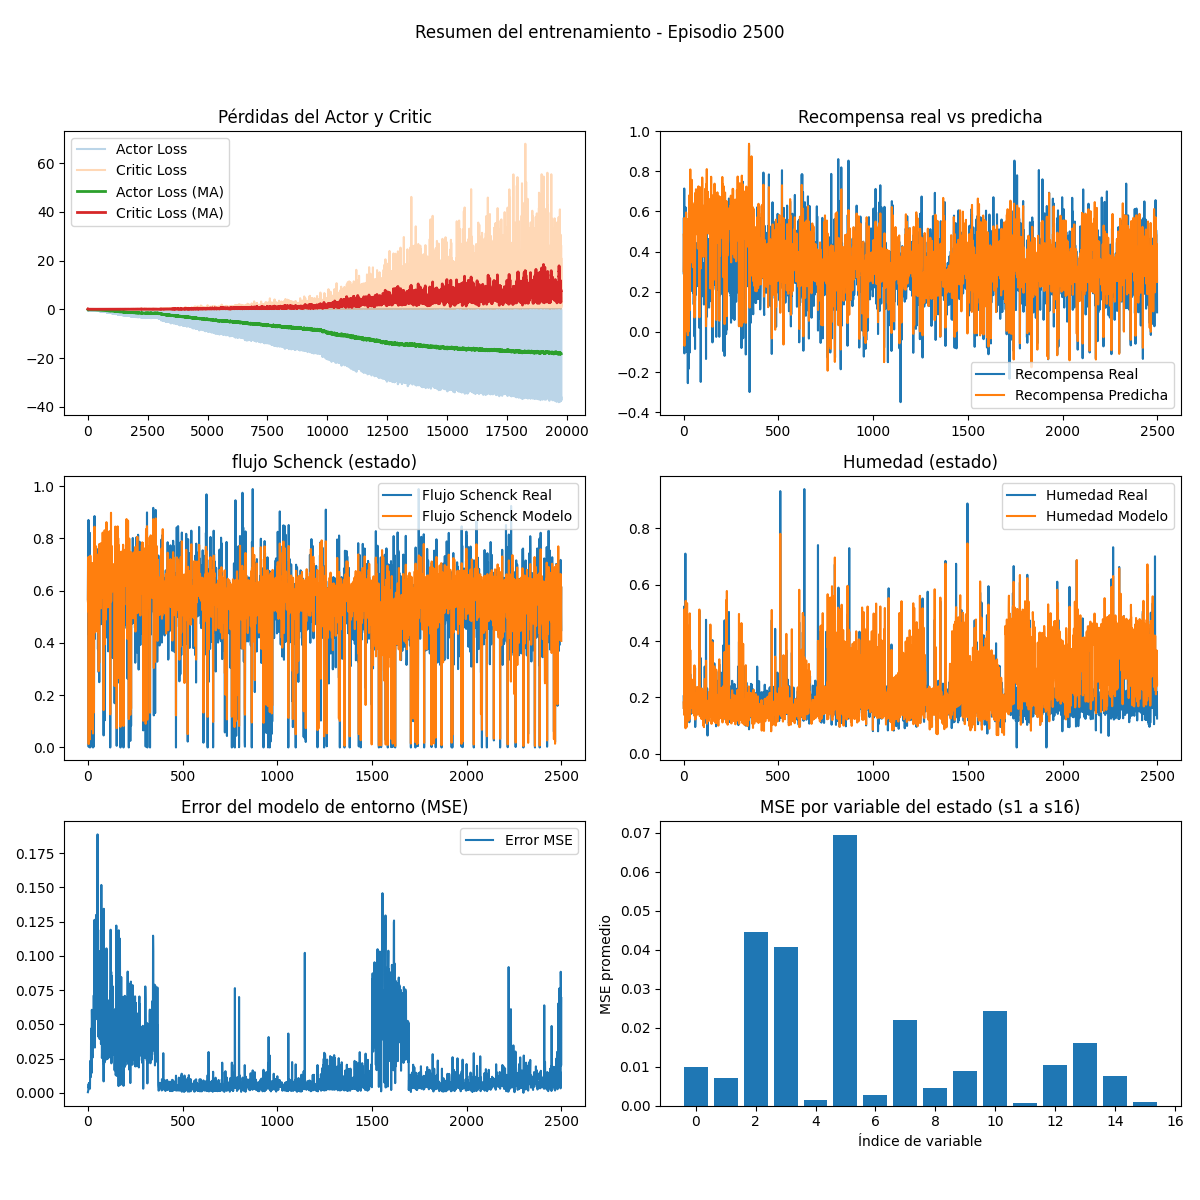 Resumen del entrenamiento - Episodio 2500
Pérdidas del Actor y Critic
Actor Loss
Critic Loss
Actor Loss (MA)
Critic Loss (MA)
60
40
20
0
−20
−40
0 2500 5000 7500 10000 12500 15000 17500 20000
Recompensa real vs predicha
1.0
0.8
0.6
0.4
0.2
0.0
−0.2
−0.4
Recompensa Real
Recompensa Predicha
0 500 1000 1500 2000 2500
flujo Schenck (estado)
Flujo Schenck Real
Flujo Schenck Modelo
1.0
0.8
0.6
0.4
0.2
0.0
0 500 1000 1500 2000 2500
Humedad (estado)
Humedad Real
Humedad Modelo
0.8
0.6
0.4
0.2
0.0
0 500 1000 1500 2000 2500
Error del modelo de entorno (MSE)
Error MSE
0.175
0.150
0.125
0.100
0.075
0.050
0.025
0.000
0 500 1000 1500 2000 2500
MSE por variable del estado (s1 a s16)
MSE promedio
0.07
0.06
0.05
0.04
0.03
0.02
0.01
0.00
0 2 4 6 8 10 12 14 16
Índice de variable